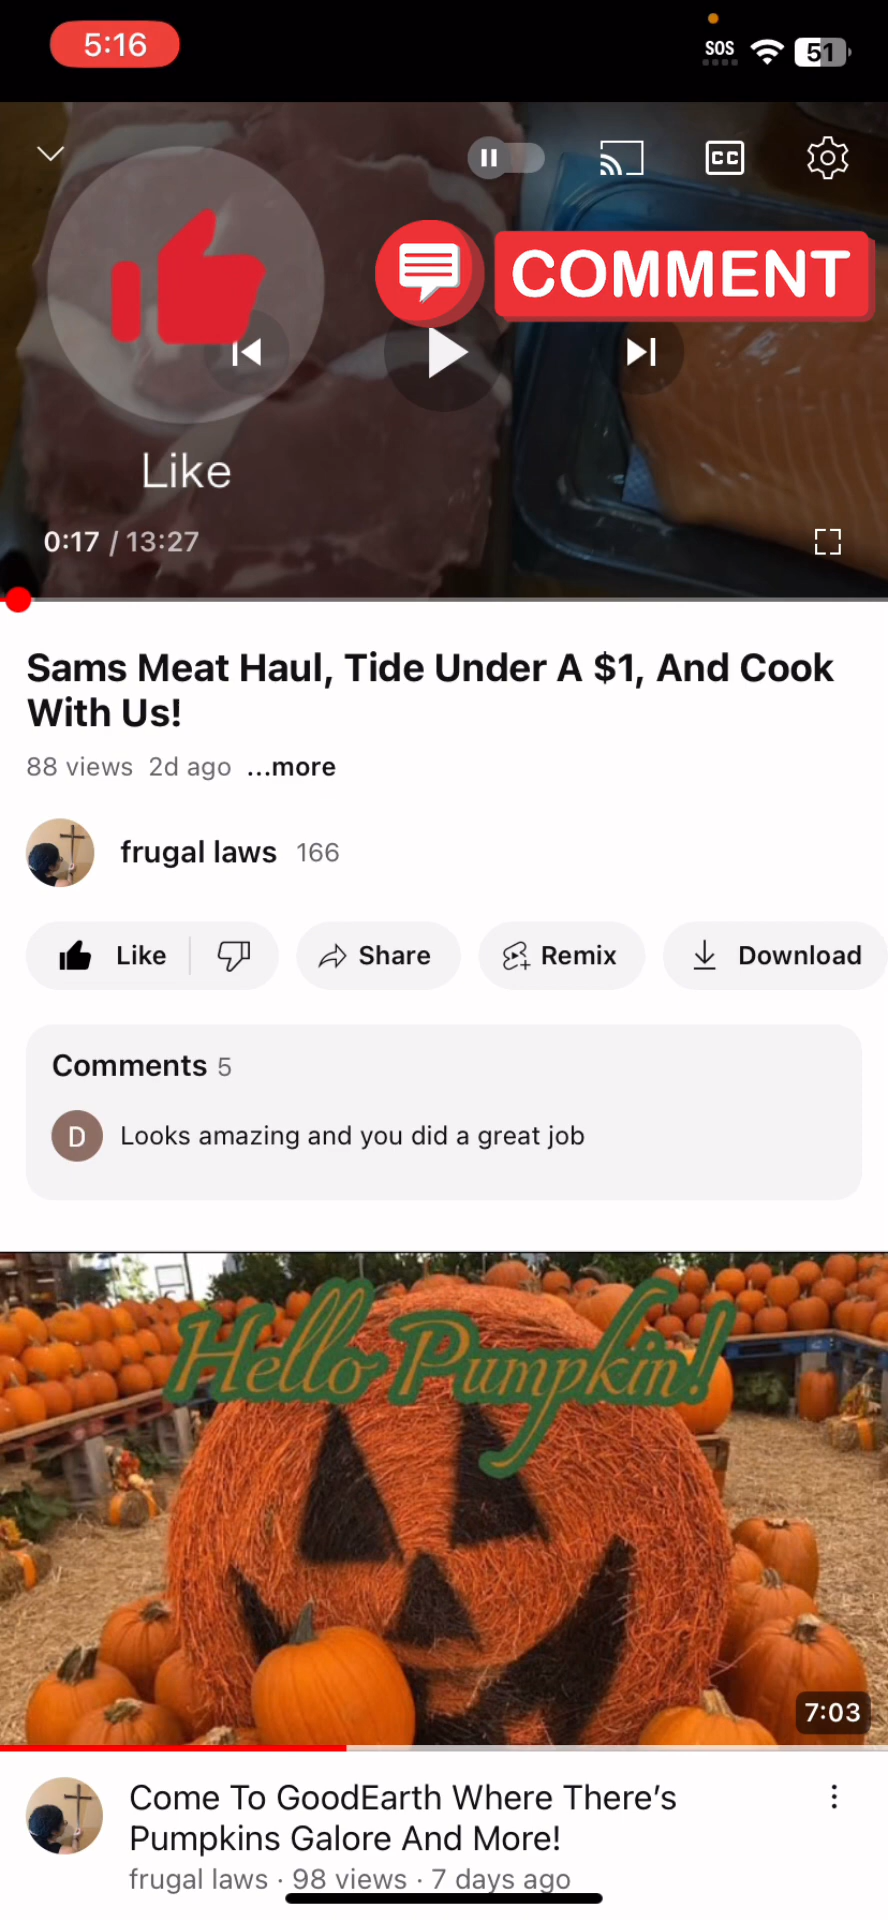 5:16
SOS
51
CC
COMMENT
Like
0:17 / 13:27
Sams Meat Haul, Tide Under A $1, And Cook
With Us!
88 views 2d ago ...more
frugal laws 166
Like
Share
Remix
Download
Comments 5
D
Looks amazing and you did a great job
Hello Pumpkin!
7:03
Come To GoodEarth Where There’s
Pumpkins Galore And More!
frugal laws · 98 views · 7 days ago